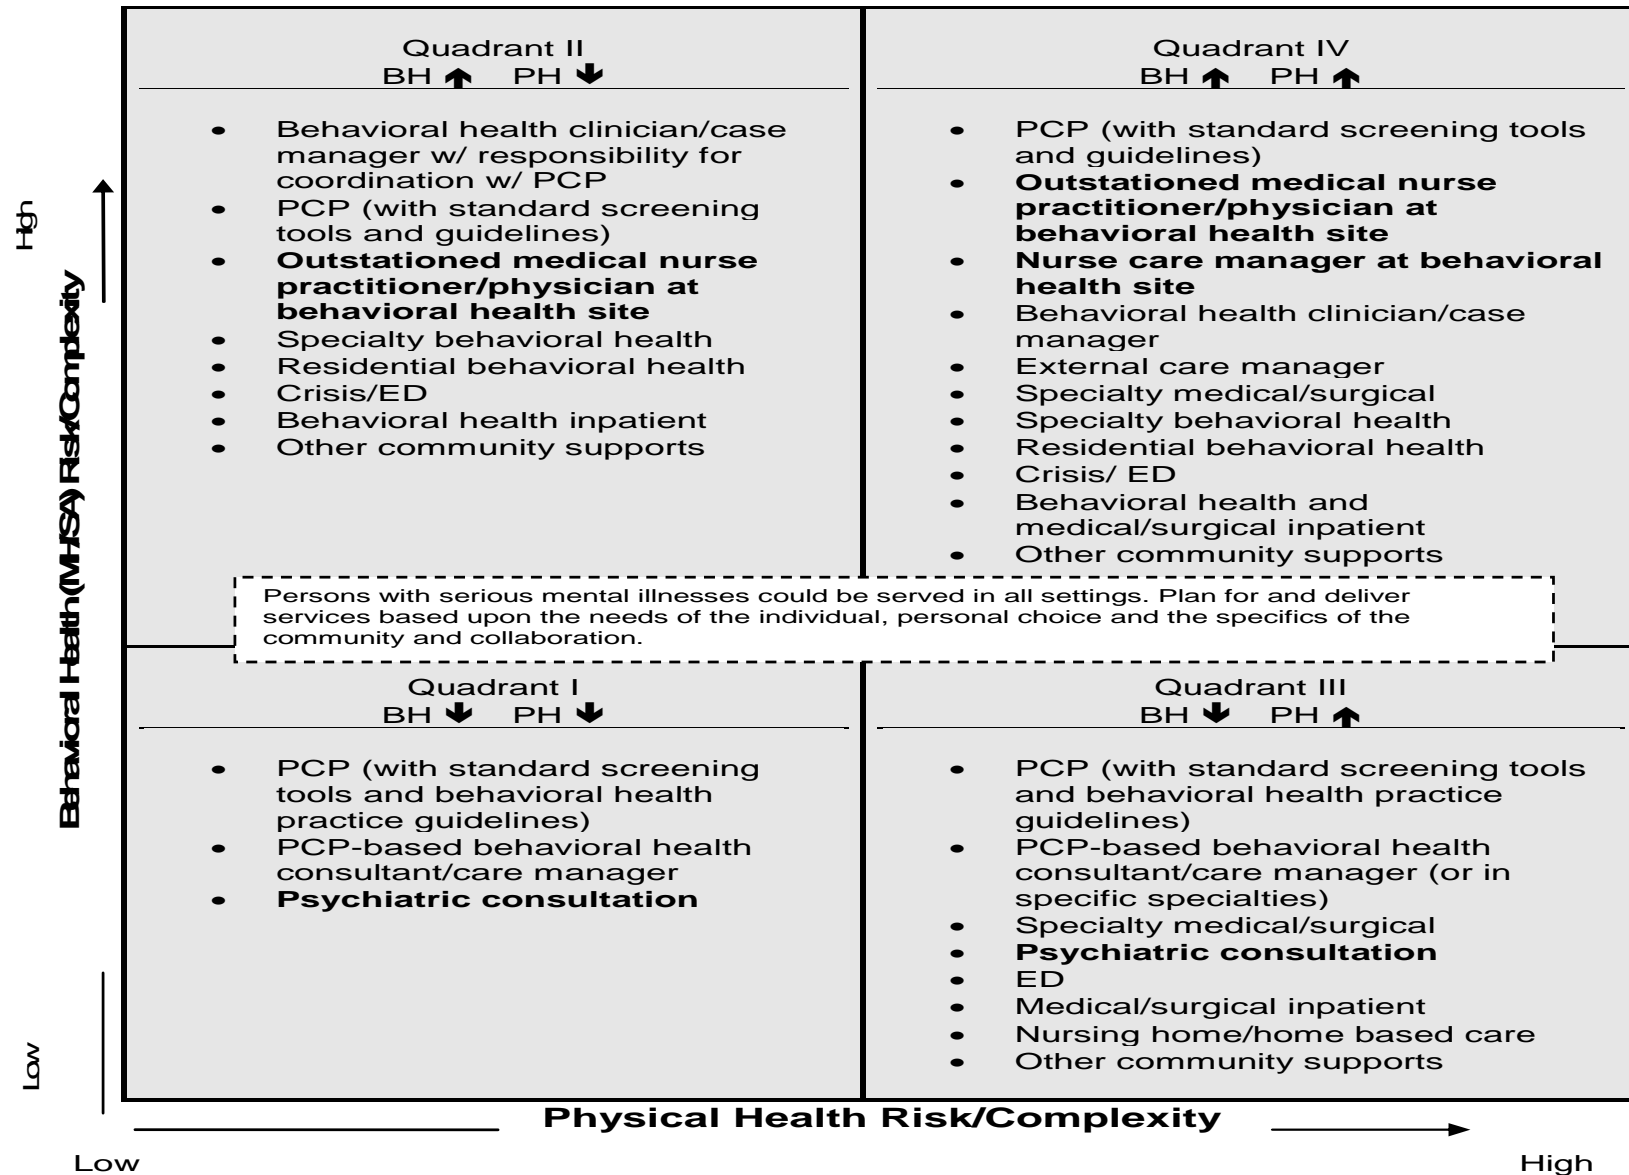 Quadrant II
BH 🡹 PH 🡻
• Behavioral health clinician/case
manager w/ responsibility for
coordination w/ PCP
• PCP (with standard screening
tools and guidelines)
• Outstationed medical nurse
practitioner/physician at
behavioral health site
• Specialty behavioral health
• Residential behavioral health
• Crisis/ED
• Behavioral health inpatient
• Other community supports
Quadrant IV
BH 🡹 PH 🡹
• PCP (with standard screening tools
and guidelines)
• Outstationed medical nurse
practitioner/physician at
behavioral health site
• Nurse care manager at behavioral
health site
• Behavioral health clinician/case
manager
• External care manager
• Specialty medical/surgical
• Specialty behavioral health
• Residential behavioral health
• Crisis/ ED
• Behavioral health and
medical/surgical inpatient
• Other community supports
Persons with serious mental illnesses could be served in all settings. Plan for and deliver
services based upon the needs of the individual, personal choice and the specifics of the
community and collaboration.
Quadrant I
BH 🡻 PH 🡻
• PCP (with standard screening
tools and behavioral health
practice guidelines)
• PCP-based behavioral health
consultant/care manager
• Psychiatric consultation
Quadrant III
BH 🡻 PH 🡹
• PCP (with standard screening tools
and behavioral health practice
guidelines)
• PCP-based behavioral health
consultant/care manager (or in
specific specialties)
• Specialty medical/surgical
• Psychiatric consultation
• ED
• Medical/surgical inpatient
• Nursing home/home based care
• Other community supports
High
Behavioral Health (MH/SA) Risk/Complexity
Low
Physical Health Risk/Complexity
Low
High